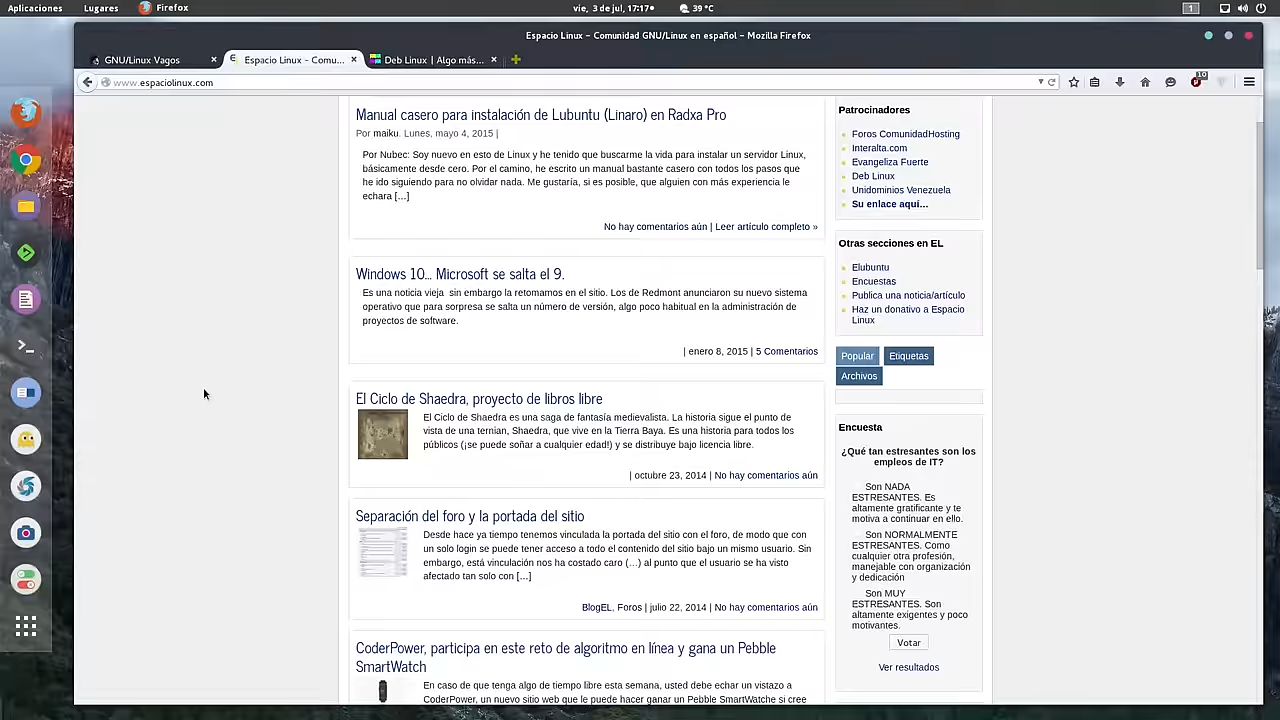 Aplicaciones Lugares Firefox vie, 3 de jul, 17:17 39 °C 1
Espacio Linux – Comunidad GNU/Linux en español – Mozilla Firefox
GNU/Linux Vagos × Espacio Linux – Comu... × Deb Linux | Algo más... ×
www.espaciolinux.com 10
Manual casero para instalación de Lubuntu (Linaro) en Radxa Pro
Por maiku. Lunes, mayo 4, 2015 |
Por Nubec: Soy nuevo en esto de Linux y he tenido que buscarme la vida para instalar un servidor Linux,
básicamente desde cero. Por el camino, he escrito un manual bastante casero con todos los pasos que
he ido siguiendo para no olvidar nada. Me gustaría, si es posible, que alguien con más experiencia le
echara […]
No hay comentarios aún | Leer artículo completo »
Windows 10… Microsoft se salta el 9.
Es una noticia vieja sin embargo la retomamos en el sitio. Los de Redmont anunciaron su nuevo sistema
operativo que para sorpresa se salta un número de versión, algo poco habitual en la administración de
proyectos de software.
| enero 8, 2015 | 5 Comentarios
El Ciclo de Shaedra, proyecto de libros libre
El Ciclo de Shaedra es una saga de fantasía medievalista. La historia sigue el punto de
vista de una ternian, Shaedra, que vive en la Tierra Baya. Es una historia para todos los
públicos (¡se puede soñar a cualquier edad!) y se distribuye bajo licencia libre.
| octubre 23, 2014 | No hay comentarios aún
Separación del foro y la portada del sitio
Desde hace ya tiempo tenemos vinculada la portada del sitio con el foro, de modo que con
un solo login se puede tener acceso a todo el contenido del sitio bajo un mismo usuario. Sin
embargo, está vinculación nos ha costado caro (…) al punto que el usuario se ha visto
afectado tan solo con […]
BlogEL, Foros | julio 22, 2014 | No hay comentarios aún
CoderPower, participa en este reto de algoritmo en línea y gana un Pebble
SmartWatch
En caso de que tenga algo de tiempo libre esta semana, usted debe echar un vistazo a
CoderPower, un nuevo sitio web que le puede hacer ganar un Pebble SmartWatch si cree
Patrocinadores
Foros ComunidadHosting
Interalta.com
Evangeliza Fuerte
Deb Linux
Unidominios Venezuela
Su enlace aquí…
Otras secciones en EL
Elubuntu
Encuestas
Publica una noticia/artículo
Haz un donativo a Espacio
Linux
Popular Etiquetas
Archivos
Encuesta
¿Qué tan estresantes son los
empleos de IT?
Son NADA
ESTRESANTES. Es
altamente gratificante y te
motiva a continuar en ello.
Son NORMALMENTE
ESTRESANTES. Como
cualquier otra profesión,
manejable con organización
y dedicación
Son MUY
ESTRESANTES. Son
altamente exigentes y poco
motivantes.
Votar
Ver resultados